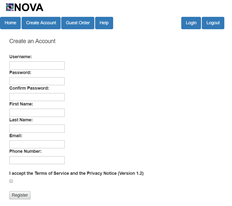 NOVA
Home Create Account Guest Order Help Login Logout
Create an Account
Username:
Password:
Confirm Password:
First Name:
Last Name:
Email:
Phone Number:
I accept the Terms of Service and the Privacy Notice (Version 1.2)
Register